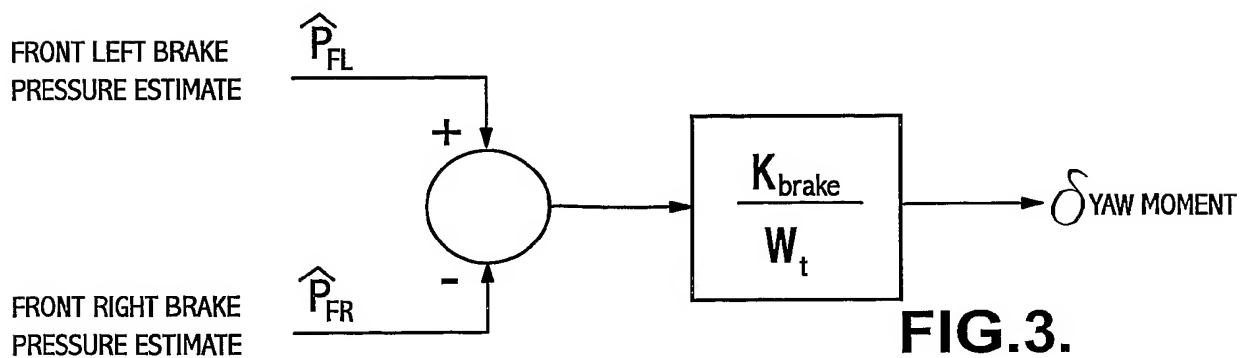 FRONT LEFT BRAKE
PRESSURE ESTIMATE
P̂FL
+
-
Kbrake
Wt
δ YAW MOMENT
FRONT RIGHT BRAKE
PRESSURE ESTIMATE
P̂FR
FIG.3.